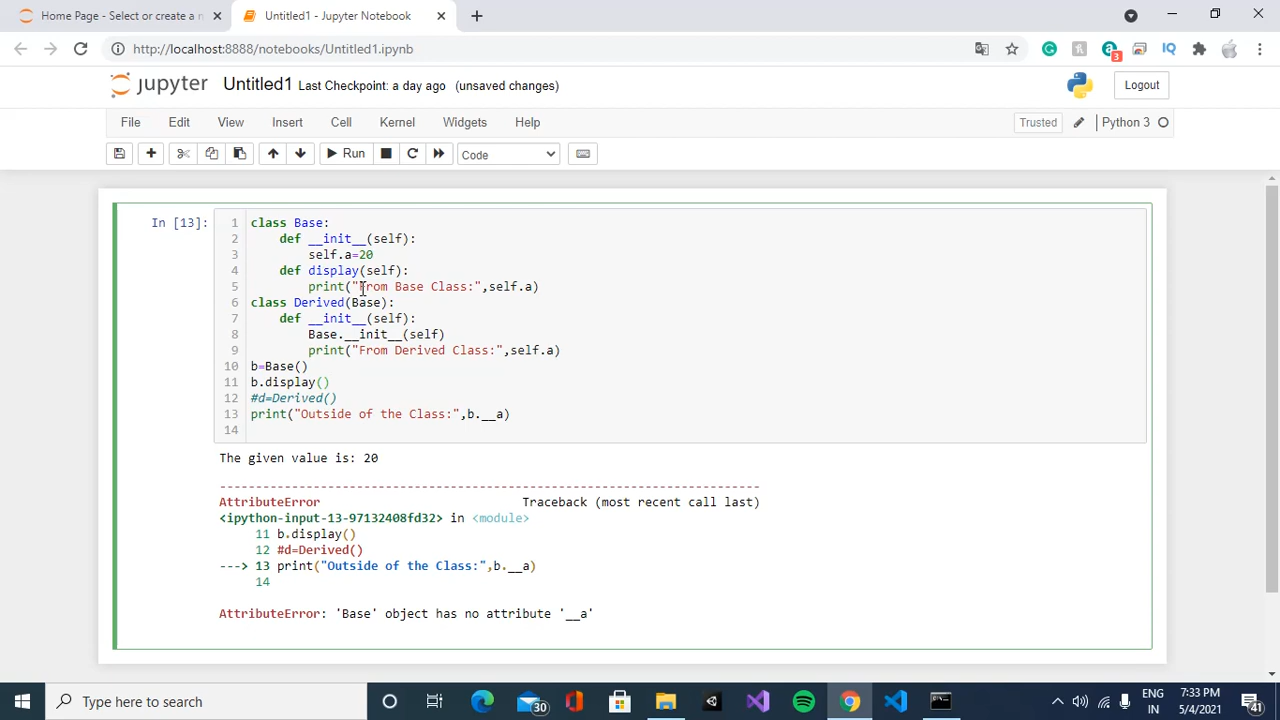 Home Page - Select or create a n
Untitled1 - Jupyter Notebook
http://localhost:8888/notebooks/Untitled1.ipynb
3
IQ
jupyter Untitled1 Last Checkpoint: a day ago (unsaved changes)
Logout
File Edit View Insert Cell Kernel Widgets Help
Trusted
Python 3
Run
Code
In [13]:
1 class Base:
2     def __init__(self):
3         self.a=20
4     def display(self):
5         print("From Base Class:",self.a)
6 class Derived(Base):
7     def __init__(self):
8         Base.__init__(self)
9         print("From Derived Class:",self.a)
10 b=Base()
11 b.display()
12 #d=Derived()
13 print("Outside of the Class:",b.__a)
14
The given value is: 20
---------------------------------------------------------------------------
AttributeError                            Traceback (most recent call last)
<ipython-input-13-97132408fd32> in <module>
     11 b.display()
     12 #d=Derived()
---> 13 print("Outside of the Class:",b.__a)
     14
AttributeError: 'Base' object has no attribute '__a'
Type here to search
30
ENG
IN
7:33 PM
5/4/2021
41